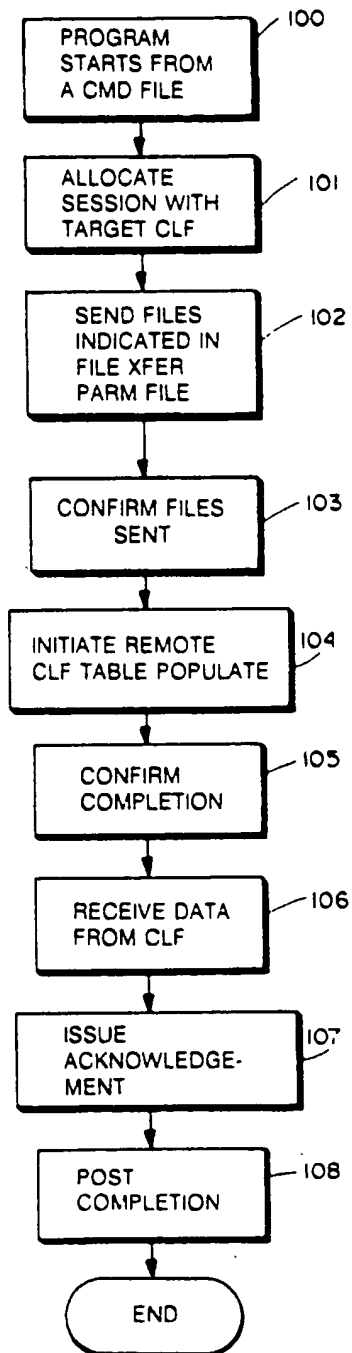 100
PROGRAM
STARTS FROM
A CMD FILE
101
ALLOCATE
SESSION WITH
TARGET CLF
102
SEND FILES
INDICATED IN
FILE XFER
PARM FILE
103
CONFIRM FILES
SENT
104
INITIATE REMOTE
CLF TABLE POPULATE
105
CONFIRM
COMPLETION
106
RECEIVE DATA
FROM CLF
107
ISSUE
ACKNOWLEDGE-
MENT
108
POST
COMPLETION
END